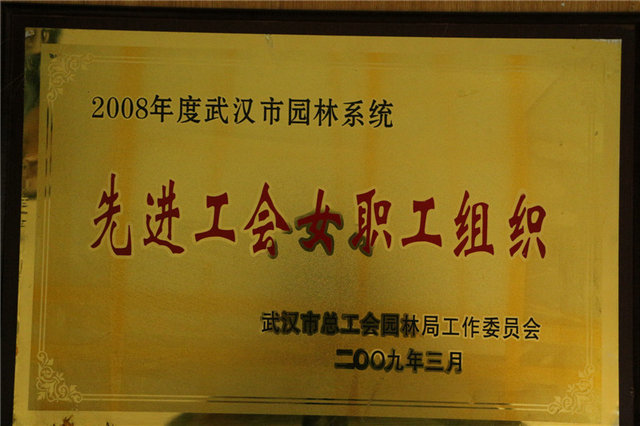 2008年度武汉市园林系统
先进工会女职工组织
武汉市总工会园林局工作委员会
二〇〇九年三月